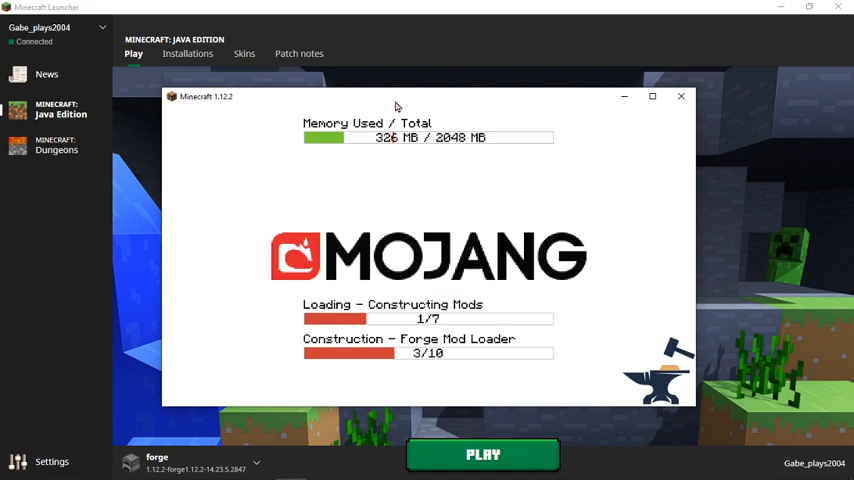 Minecraft Launcher
Gabe_plays2004
Connected
MINECRAFT: JAVA EDITION
Play
Installations
Skins
Patch notes
News
MINECRAFT:
Java Edition
MINECRAFT:
Dungeons
Minecraft 1.12.2
Memory Used / Total
326 MB / 2048 MB
MOJANG
Loading - Constructing Mods
1/7
Construction - Forge Mod Loader
3/10
Settings
forge
1.12.2-forge1.12.2-14.23.5.2847
PLAY
Gabe_plays2004